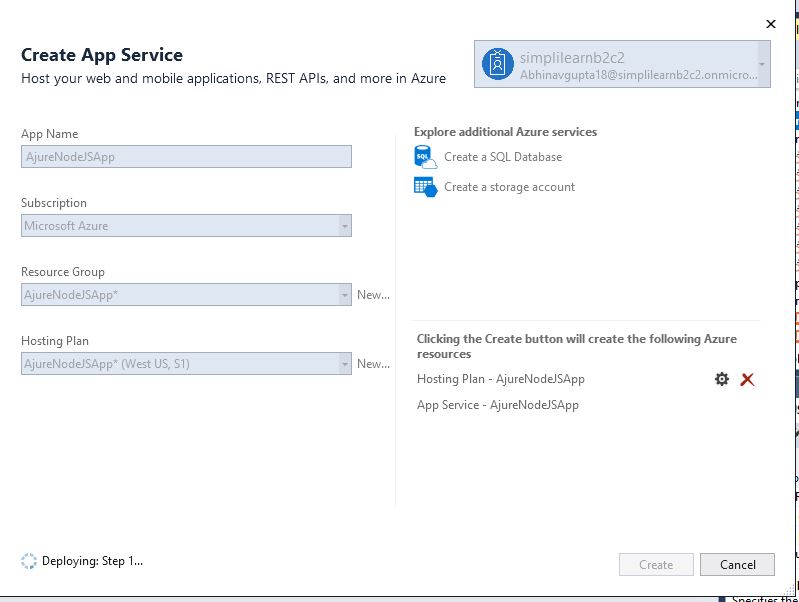 Create App Service
Host your web and mobile applications, REST APIs, and more in Azure
simplilearnb2c2
Abhinavgupta18@simplilearnb2c2.onmicro...
App Name
AjureNodeJSApp
Subscription
Microsoft Azure
Resource Group
AjureNodeJSApp*
New...
Hosting Plan
AjureNodeJSApp* (West US, S1)
New...
Explore additional Azure services
SQL
Create a SQL Database
Create a storage account
Clicking the Create button will create the following Azure
resources
Hosting Plan - AjureNodeJSApp
App Service - AjureNodeJSApp
Deploying: Step 1...
Create
Cancel
Specifies the